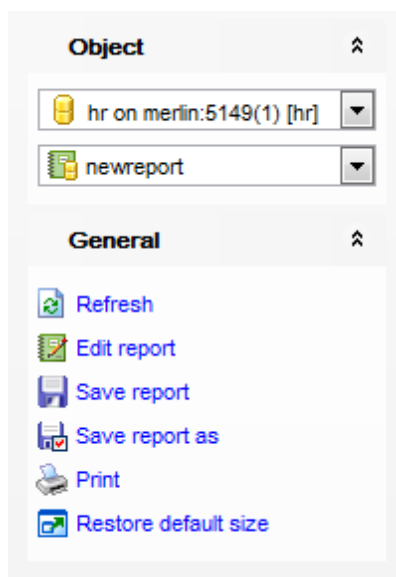 Object
hr on merlin:5149(1) [hr]
newreport
General
Refresh
Edit report
Save report
Save report as
Print
Restore default size